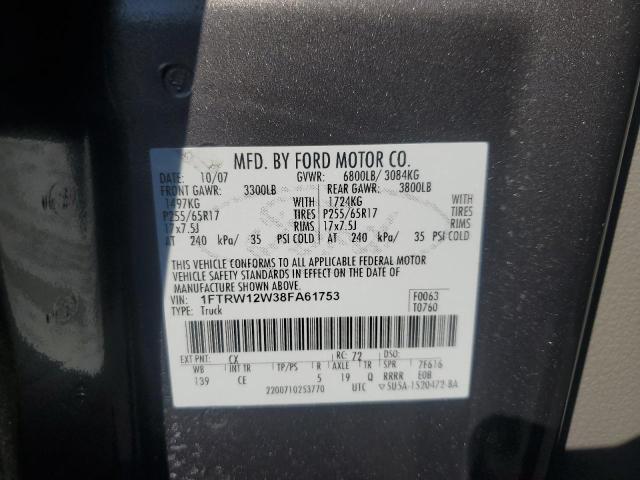 MFD. BY FORD MOTOR CO.
DATE: 10/07 GVWR: 6800LB/ 3084KG
FRONT GAWR: 3300LB REAR GAWR: 3800LB
1497KG WITH 1724KG WITH
P255/65R17 TIRES P255/65R17 TIRES
17x7.5J RIMS 17x7.5J RIMS
AT 240 kPa/ 35 PSI COLD AT 240 kPa/ 35 PSI COLD
THIS VEHICLE CONFORMS TO ALL APPLICABLE FEDERAL MOTOR
VEHICLE SAFETY STANDARDS IN EFFECT ON THE DATE OF
MANUFACTURE SHOWN ABOVE.
VIN: 1FTRW12W38FA61753 F0063
TYPE: Truck T0760
EXT PNT: CX RC: 72 DSO:
WB INT TR TP/PS R AXLE TR SPR 7F616
139 CE 5 19 Q RRRR E0B
2200710253770 UTC ▽5U5A-1520472-BA